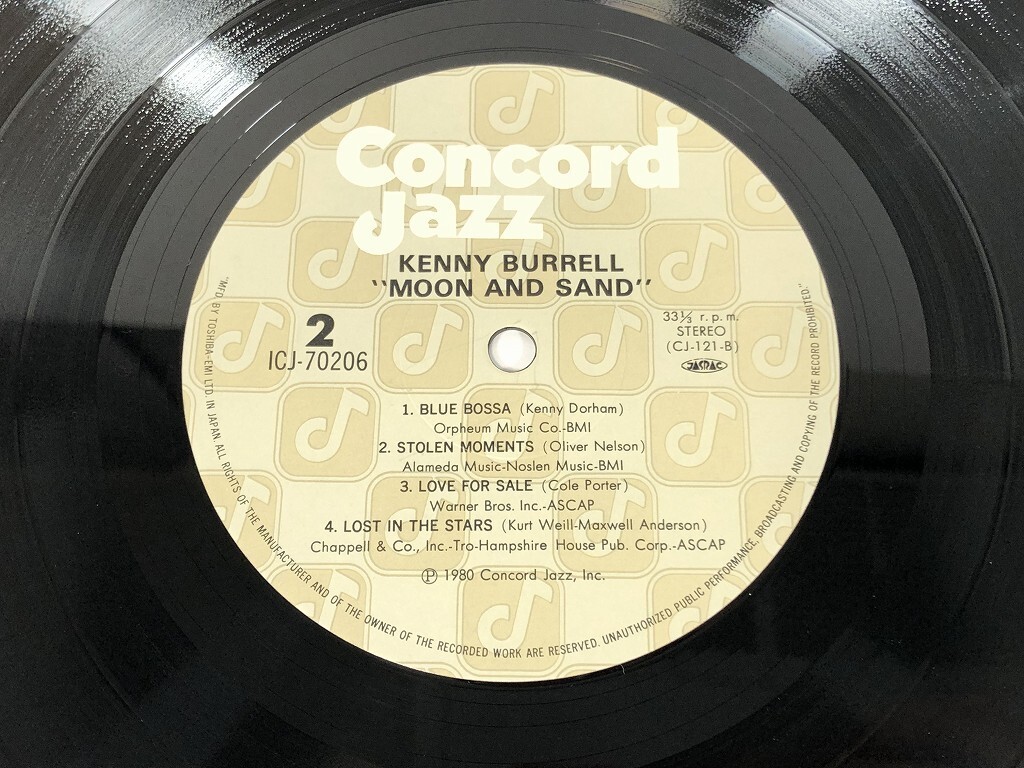 Concord
Jazz
KENNY BURRELL
"MOON AND SAND"
2
ICJ-70206
33⅓ r.p.m.
STEREO
(CJ-121-B)
JASRAC
1. BLUE BOSSA (Kenny Dorham)
Orpheum Music Co.-BMI
2. STOLEN MOMENTS (Oliver Nelson)
Alameda Music-Noslen Music-BMI
3. LOVE FOR SALE (Cole Porter)
Warner Bros. Inc.-ASCAP
4. LOST IN THE STARS (Kurt Weill-Maxwell Anderson)
Chappell & Co., Inc.-Tro-Hampshire House Pub. Corp.-ASCAP
Ⓟ 1980 Concord Jazz, Inc.
"MFD BY TOSHIBA-EMI LTD. IN JAPAN. ALL RIGHTS OF THE MANUFACTURER AND OF THE OWNER OF THE RECORDED WORK ARE RESERVED. UNAUTHORIZED PUBLIC PERFORMANCE, BROADCASTING AND COPYING OF THE RECORD PROHIBITED."